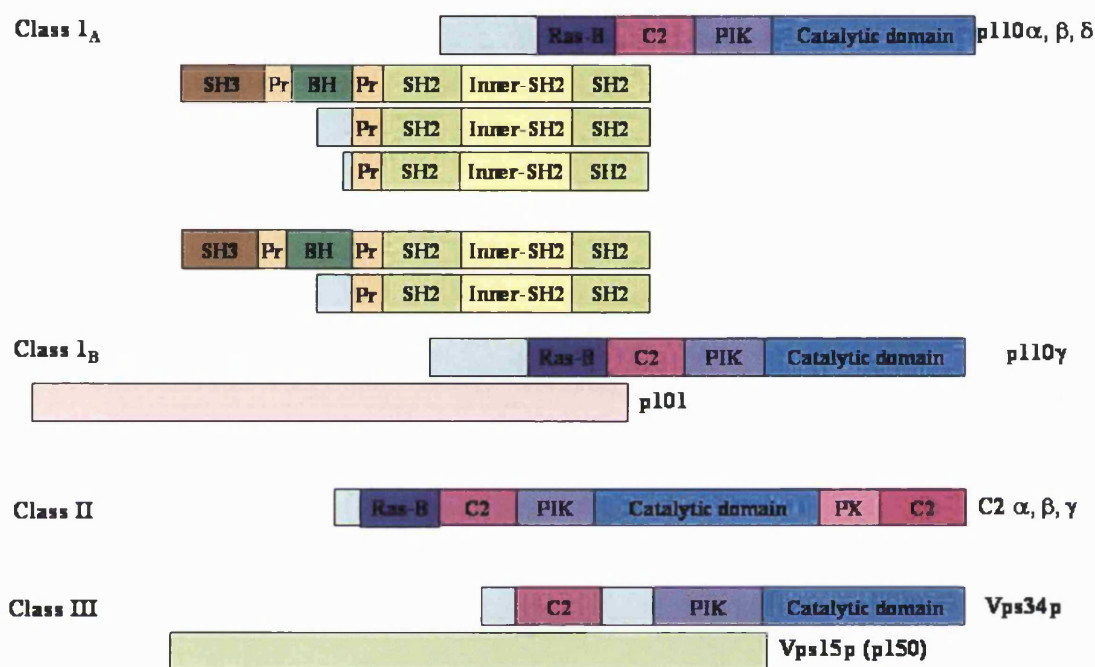 Class 1A Ras-B C2 PIK Catalytic domain p110α, β, δ
SH3 Pr BH Pr SH2 Inner-SH2 SH2
Pr SH2 Inner-SH2 SH2
Pr SH2 Inner-SH2 SH2
SH3 Pr BH Pr SH2 Inner-SH2 SH2
Pr SH2 Inner-SH2 SH2
Class 1B Ras-B C2 PIK Catalytic domain p110γ
p101
Class II Ras-B C2 PIK Catalytic domain PX C2 C2 α, β, γ
Class III C2 PIK Catalytic domain Vps34p
Vps15p (p150)